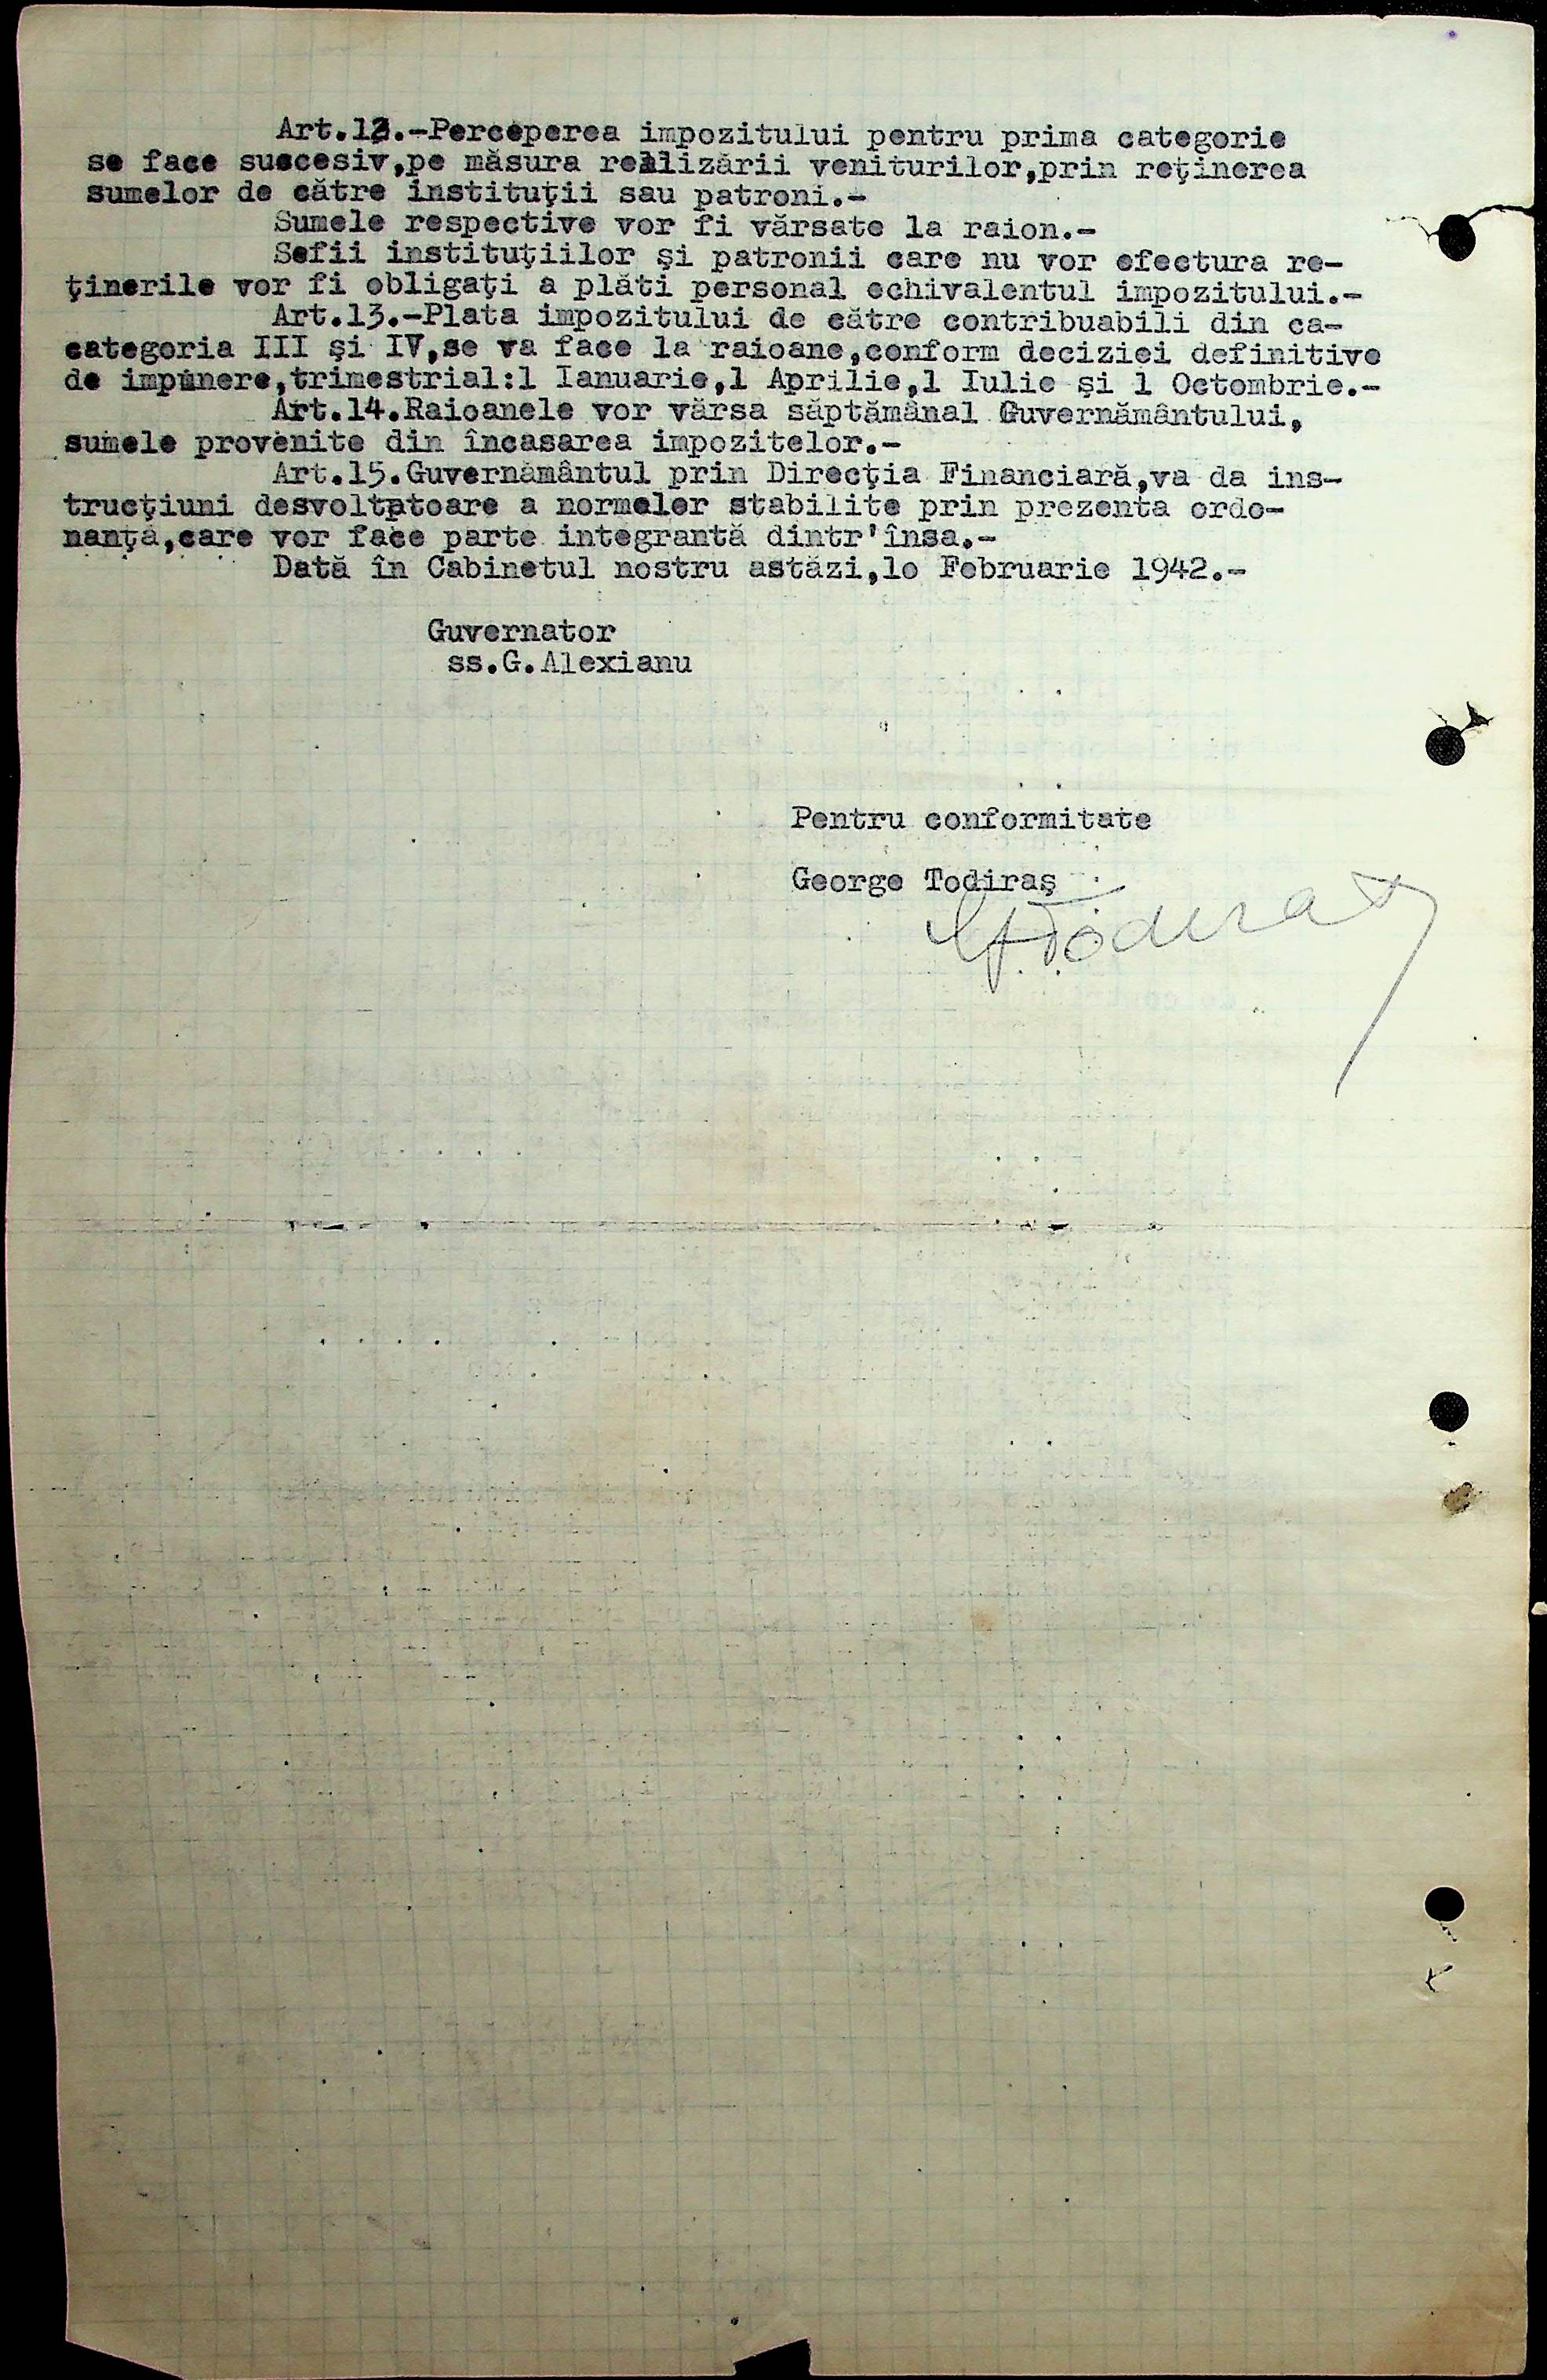 Art.12.-Perceperea impozitului pentru prima categorie
se face succesiv,pe măsura realizării veniturilor,prin reţinerea
sumelor de către instituţii sau patroni.-
Sumele respective vor fi vărsate la raion.-
Sefii instituţiilor şi patronii care nu vor efectura re-
ţinerile vor fi obligaţi a plăti personal echivalentul impozitului.-
Art.13.-Plata impozitului de către contribuabili din ca-
categoria III şi IV,se va face la raioane,conform deciziei definitive
de impunere,trimestrial:1 Ianuarie,1 Aprilie,1 Iulie şi 1 Octombrie.-
Art.14.Raioanele vor vărsa săptămânal Guvernământului,
sumele provenite din încasarea impozitelor.-
Art.15.Guvernământul prin Direcţia Financiară,va da ins-
trucţiuni desvoltatoare a normelor stabilite prin prezenta ordo-
nanţă,care vor face parte integrantă dintr'însa.-
Dată în Cabinetul nostru astăzi,lo Februarie 1942.-
Guvernator
ss.G.Alexianu
Pentru conformitate
George Todiraş